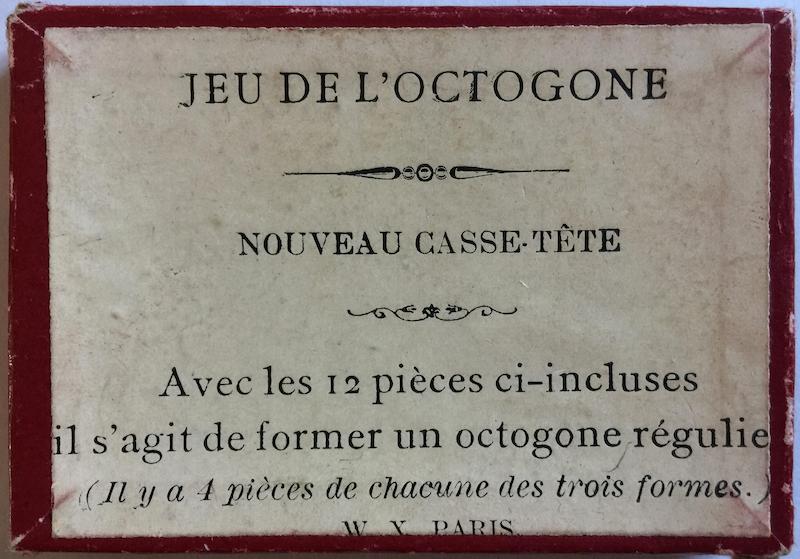 JEU DE L'OCTOGONE
NOUVEAU CASSE-TÊTE
Avec les 12 pièces ci-incluses
il s'agit de former un octogone régulie
(Il y a 4 pièces de chacune des trois formes.)
W. X. PARIS.